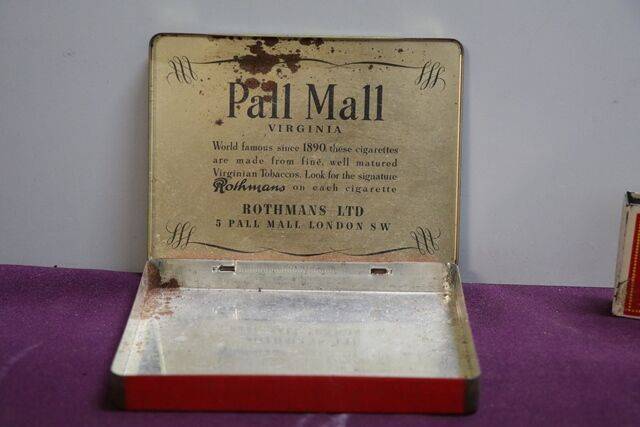 Pall Mall
VIRGINIA
World famous since 1890 these cigarettes
are made from fine, well matured
Virginian Tobaccos. Look for the signature
Rothmans on each cigarette
ROTHMANS LTD
5 PALL MALL LONDON SW